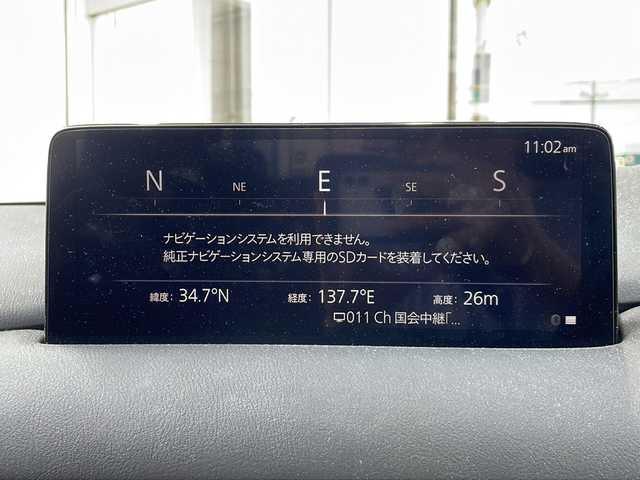 11:02am
N NE E SE S
ナビゲーションシステムを利用できません。
純正ナビゲーションシステム専用のSDカードを装着してください。
緯度: 34.7°N 経度: 137.7°E 高度: 26m
011 Ch 国会中継「...